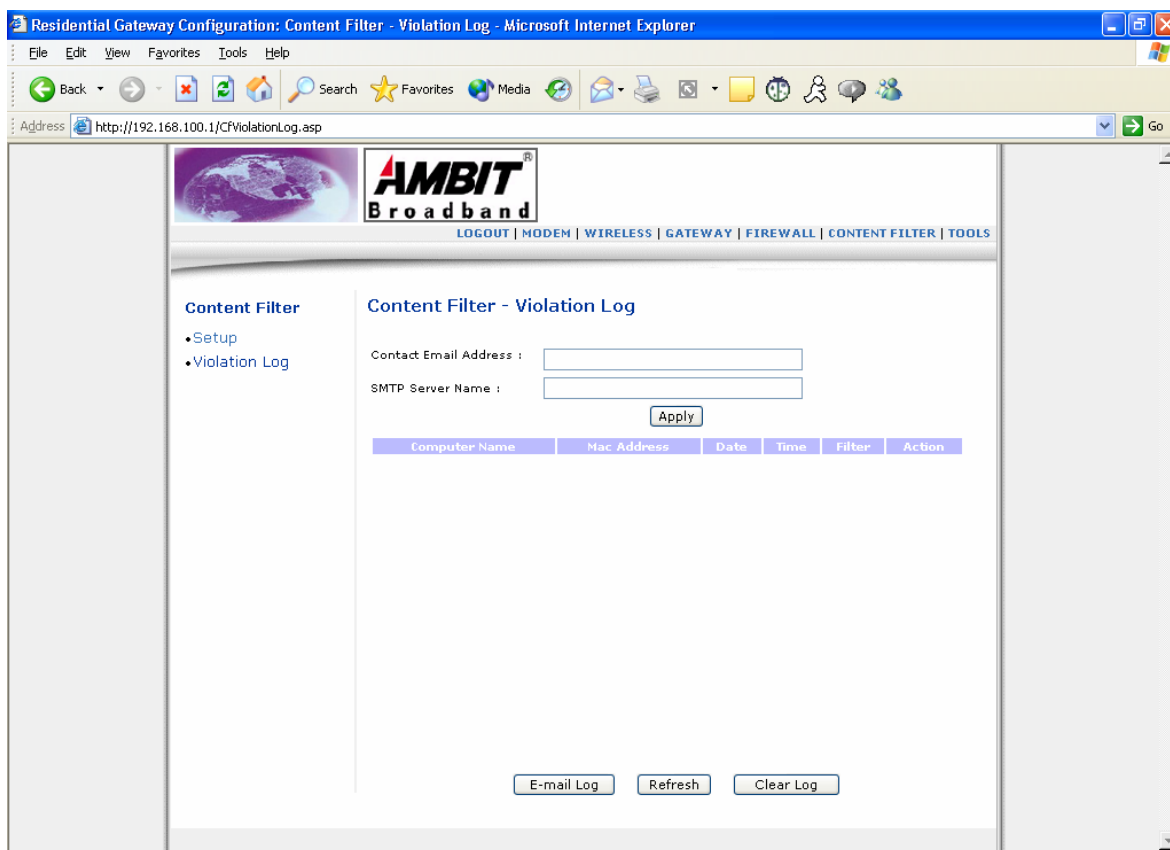 Residential Gateway Configuration: Content Filter - Violation Log - Microsoft Internet Explorer
File Edit View Favorites Tools Help
Back Search Favorites Media
Address http://192.168.100.1/CfViolationLog.asp Go
AMBIT®
Broadband
LOGOUT | MODEM | WIRELESS | GATEWAY | FIREWALL | CONTENT FILTER | TOOLS
Content Filter
•Setup
•Violation Log
Content Filter - Violation Log
Contact Email Address :
SMTP Server Name :
Apply
Computer Name Mac Address Date Time Filter Action
E-mail Log Refresh Clear Log